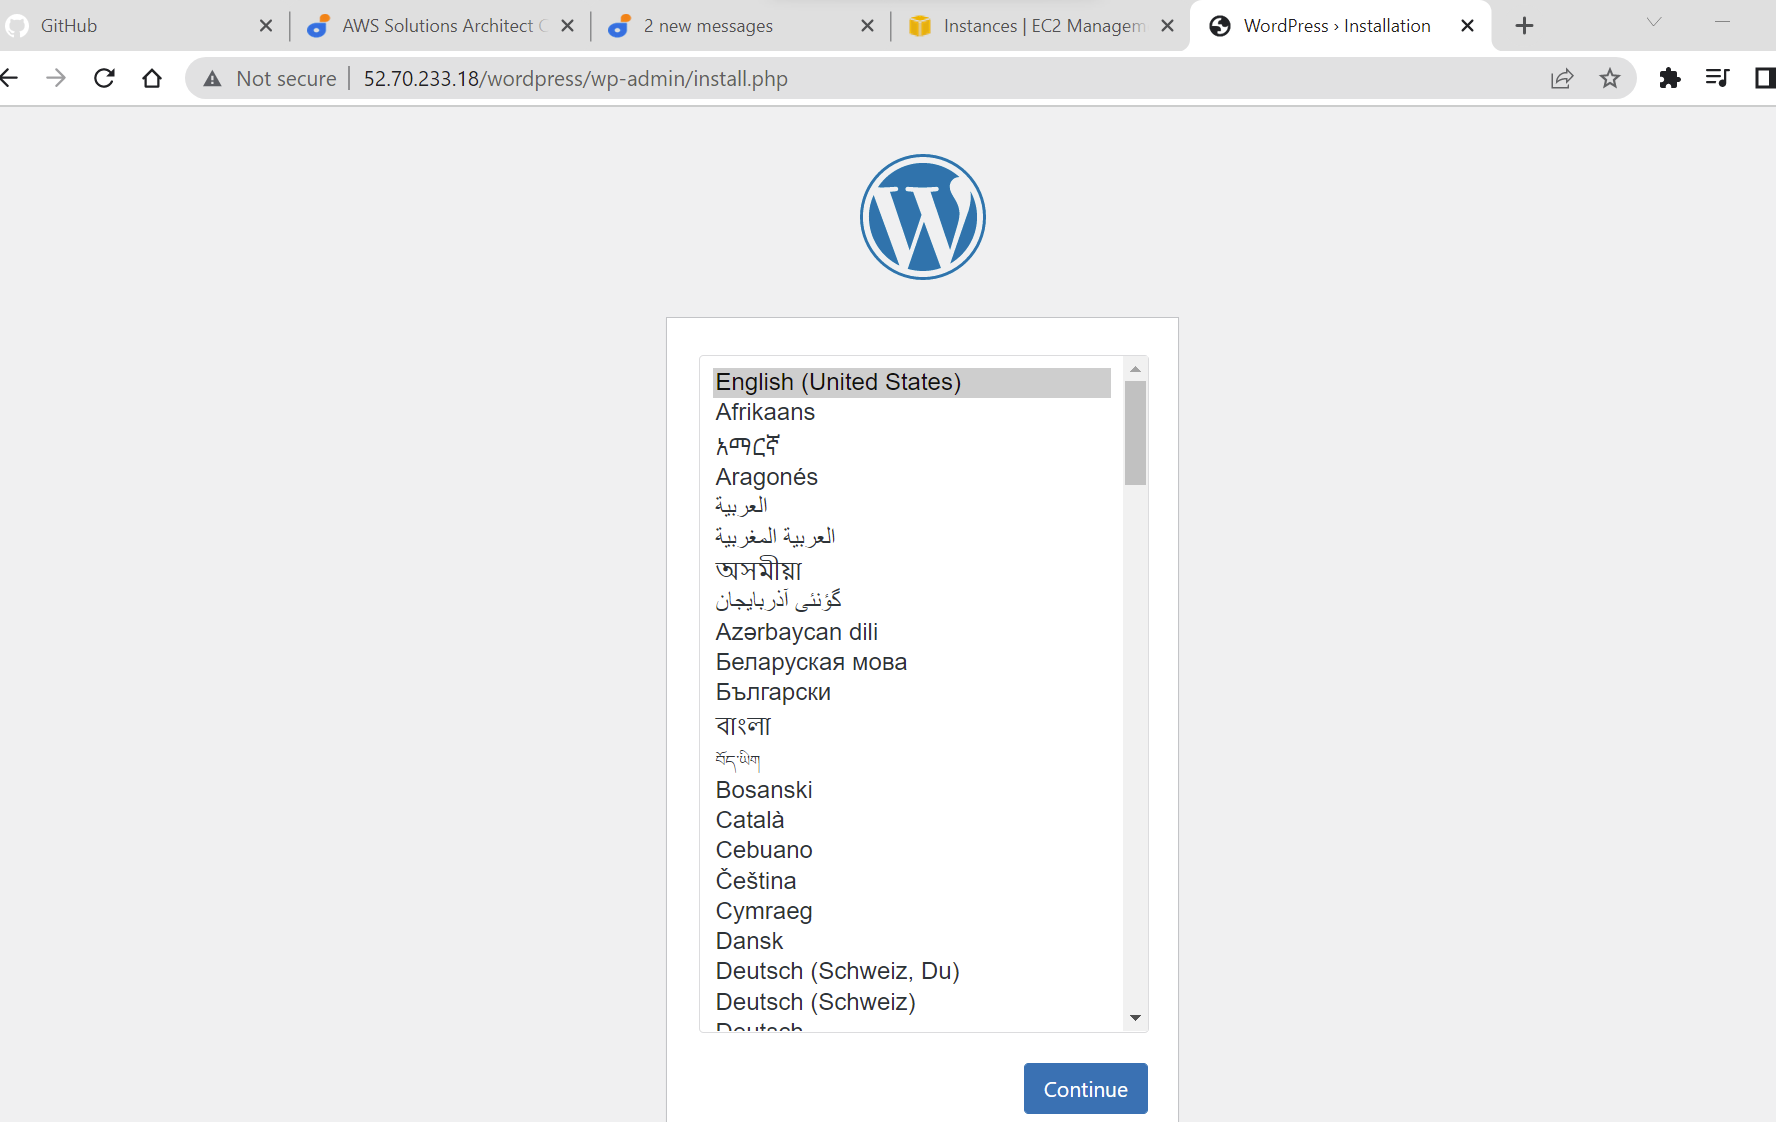 GitHub
AWS Solutions Architect
2 new messages
Instances | EC2 Managem
WordPress › Installation
Not secure
52.70.233.18/wordpress/wp-admin/install.php
English (United States)
Afrikaans
አማርኛ
Aragonés
العربية
العربية المغربية
অসমীয়া
گؤنئی آذربایجان
Azərbaycan dili
Беларуская мова
Български
বাংলা
བོད་ཡིག
Bosanski
Català
Cebuano
Čeština
Cymraeg
Dansk
Deutsch (Schweiz, Du)
Deutsch (Schweiz)
Deutsch
Continue